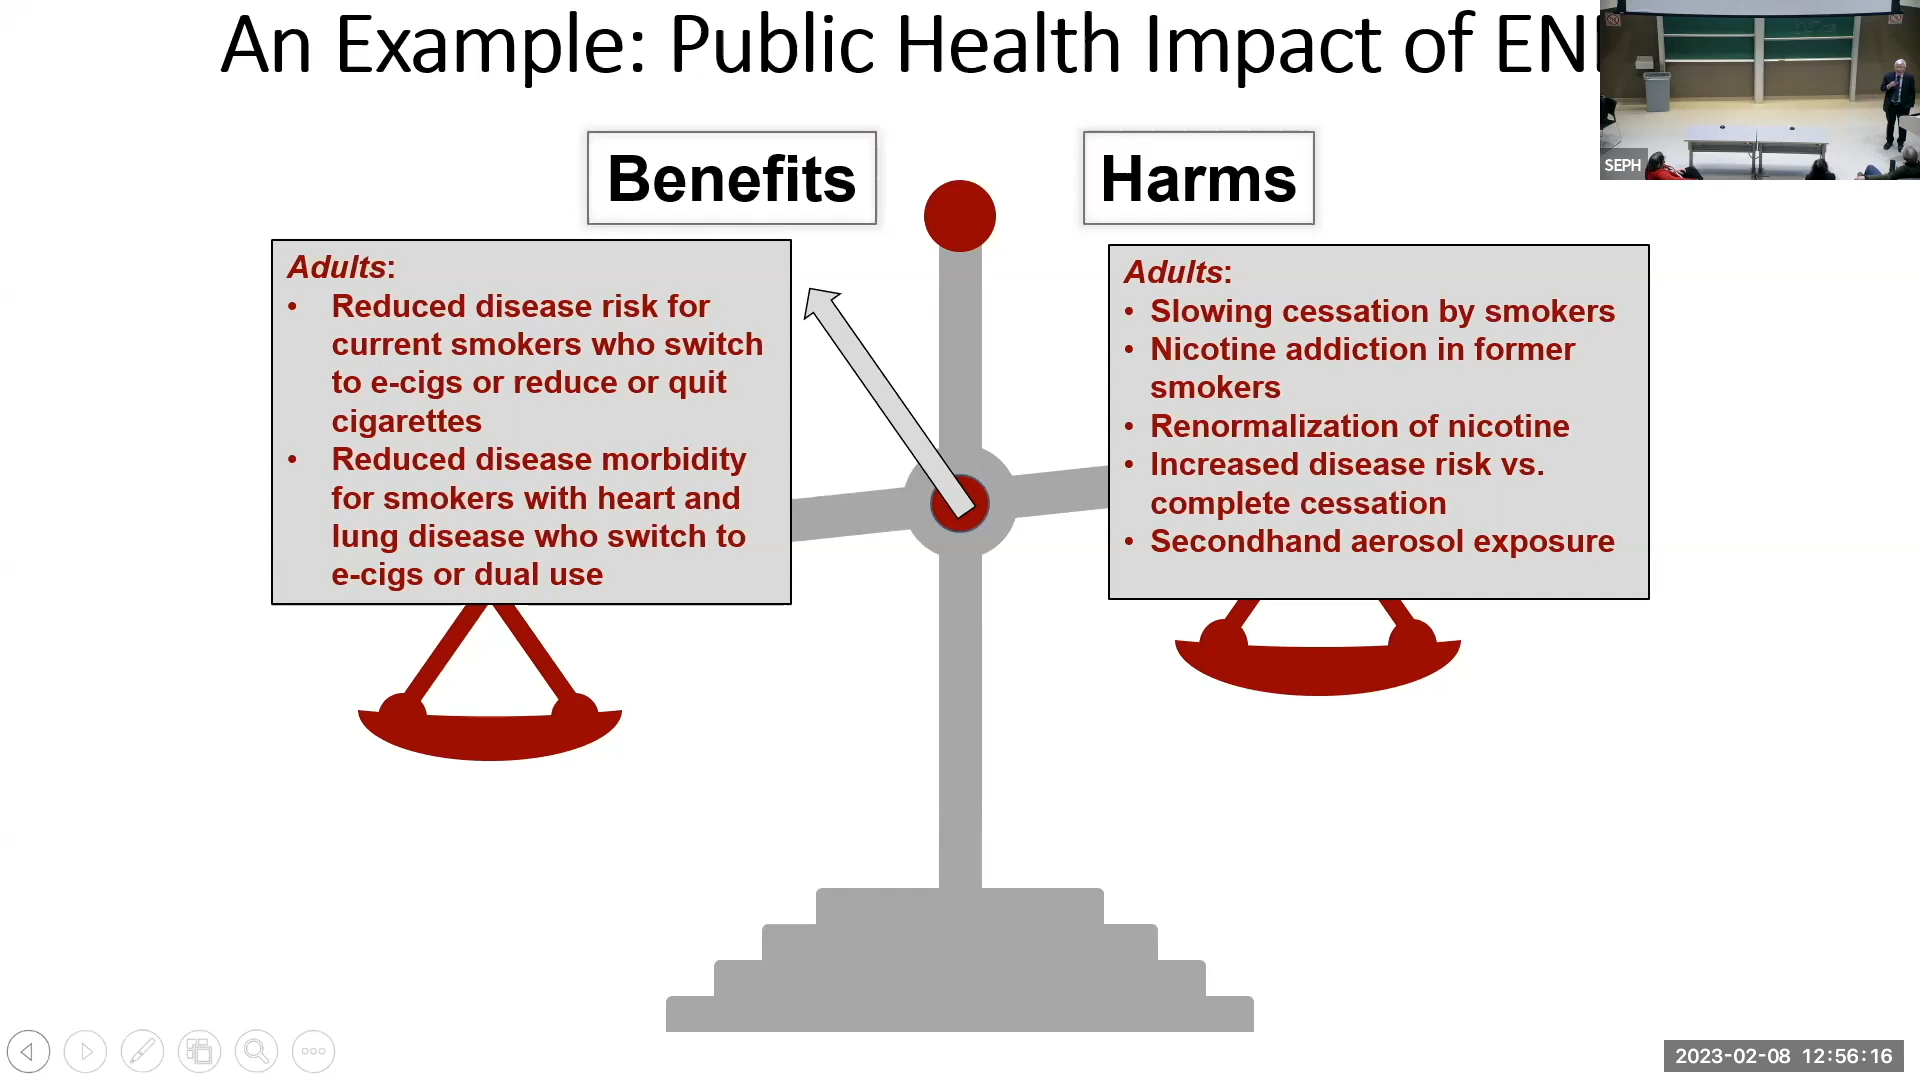 An Example: Public Health Impact of EN
SEPH
Benefits
Harms
Adults:
• Reduced disease risk for
current smokers who switch
to e-cigs or reduce or quit
cigarettes
• Reduced disease morbidity
for smokers with heart and
lung disease who switch to
e-cigs or dual use
Adults:
• Slowing cessation by smokers
• Nicotine addiction in former
smokers
• Renormalization of nicotine
• Increased disease risk vs.
complete cessation
• Secondhand aerosol exposure
2023-02-08 12:56:16